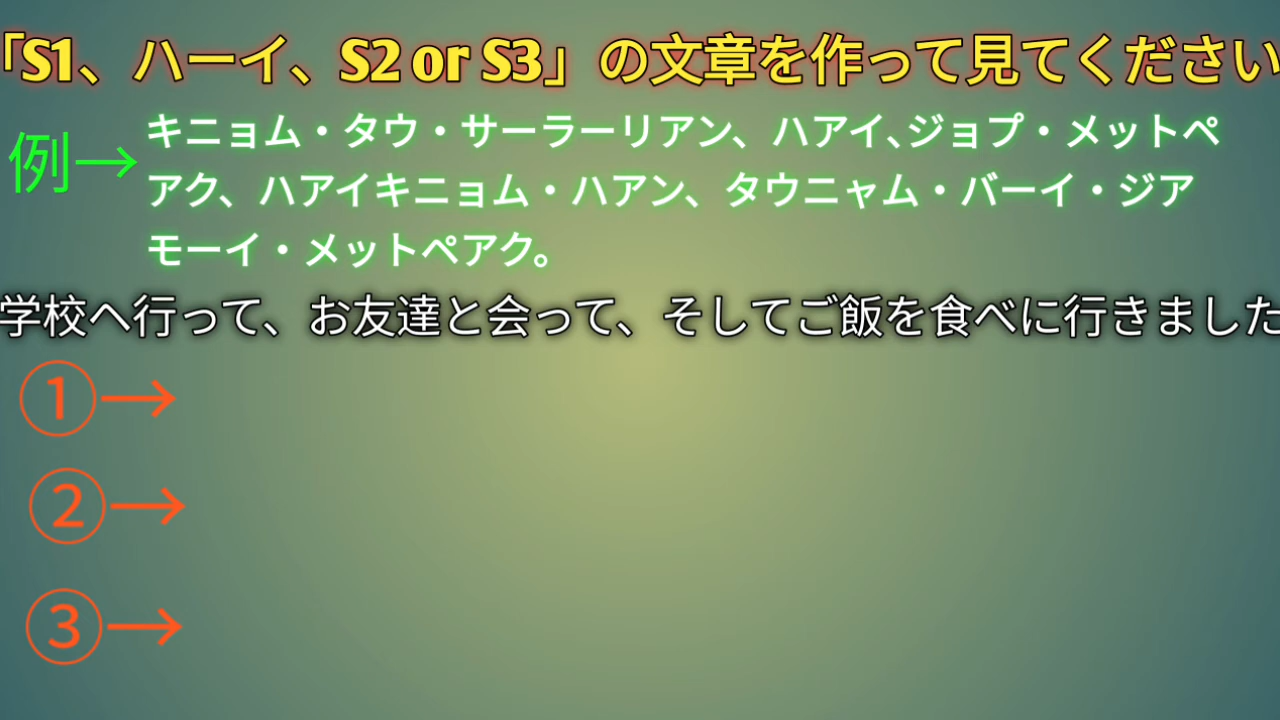 「S1、ハーイ、S2 or S3」の文章を作って見てください
例→
キニョム・タウ・サーラーリアン、ハアイ､ジョプ・メットペ
アク、ハアイキニョム・ハアン、タウニャム・バーイ・ジア
モーイ・メットペアク。
学校へ行って、お友達と会って、そしてご飯を食べに行きました
①→
②→
③→